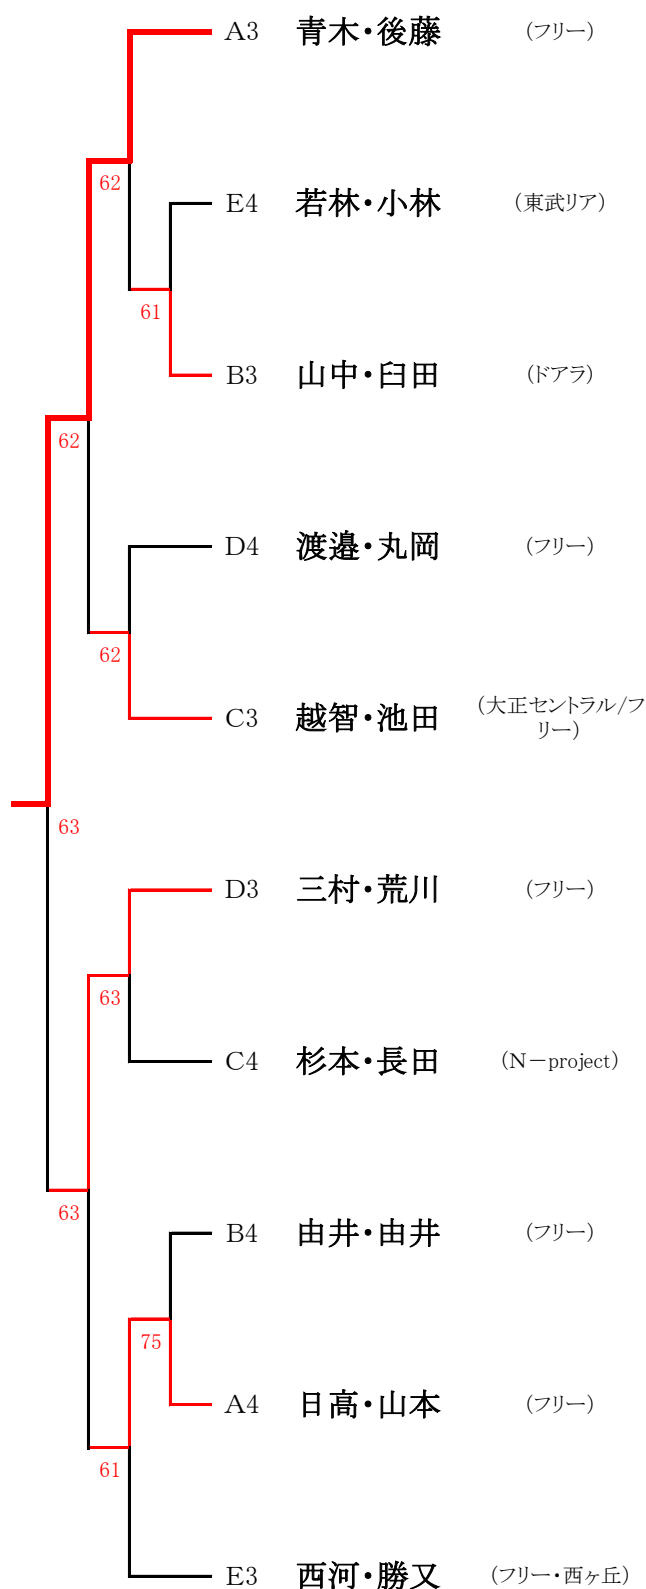 A3 青木・後藤 (フリー)
62
E4 若林・小林 (東武リア)
61
B3 山中・臼田 (ドアラ)
62
D4 渡邉・丸岡 (フリー)
62
C3 越智・池田 (大正セントラル/フ
リー)
63
D3 三村・荒川 (フリー)
63
C4 杉本・長田 (N－project)
63
B4 由井・由井 (フリー)
75
A4 日高・山本 (フリー)
61
E3 西河・勝又 (フリー・西ヶ丘)